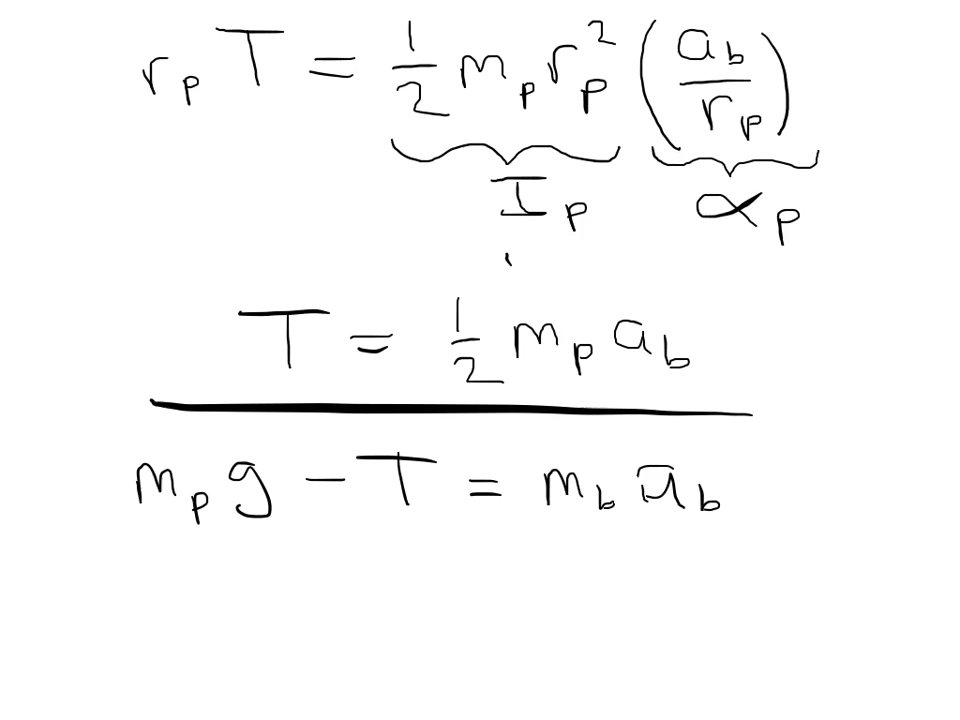 r_p T = 1/2 m_p r_p^2 (a_b / r_p)
I_p α_p
T = 1/2 m_p a_b
m_p g - T = m_b a_b